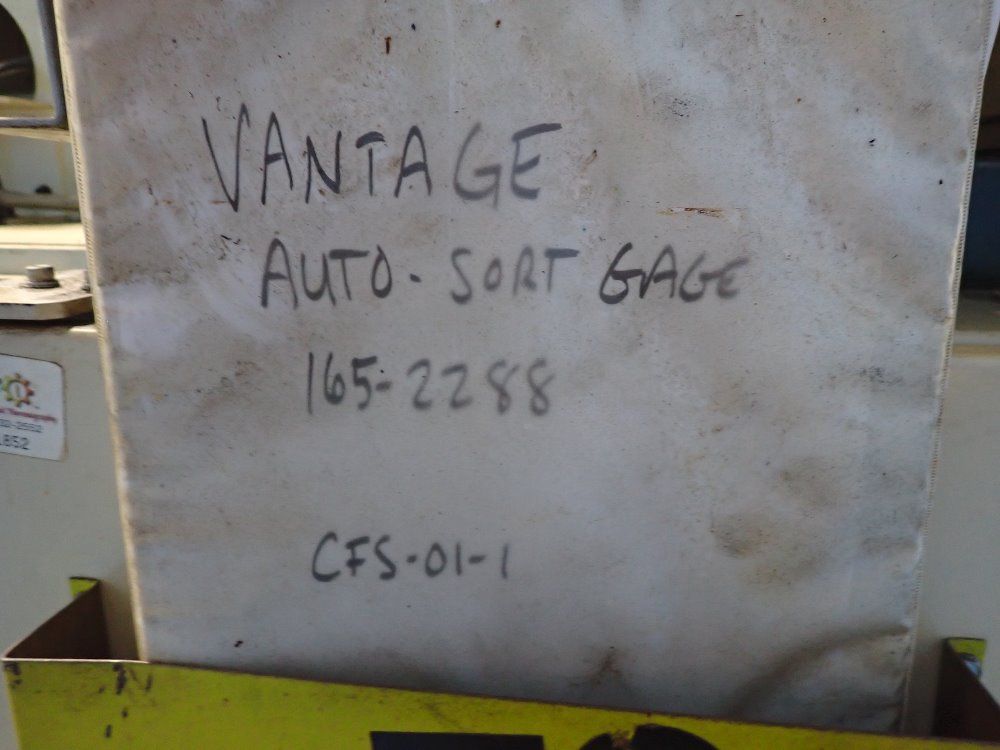 VANTAGE
AUTO-SORT GAGE
165-2288
CFS-01-1